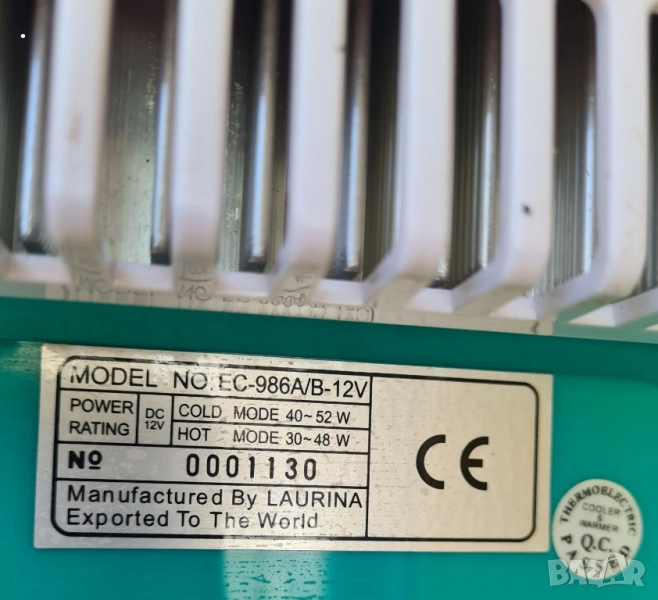 MODEL NO. EC-986A/B-12V
POWER RATING DC 12V COLD MODE 40~52 W
HOT MODE 30~48 W
№ 0001130
Manufactured By LAURINA
Exported To The World
CE
THERMOELECTRIC
COOLER & WARMER
Q.C.
PASSED
BAZAR